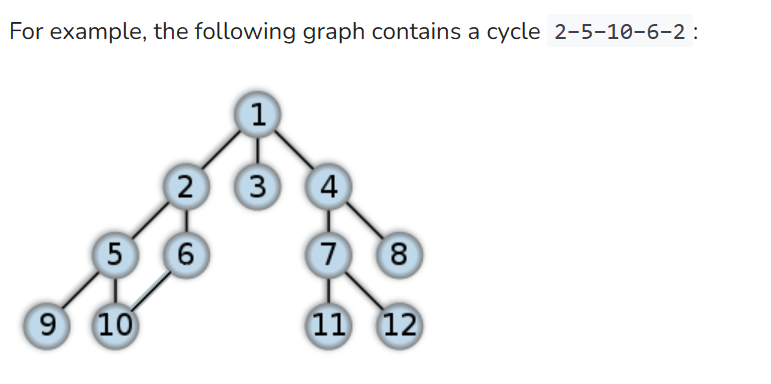 For example, the following graph contains a cycle 2-5-10-6-2 :
1
2 3 4
5 6 7 8
9 10 11 12